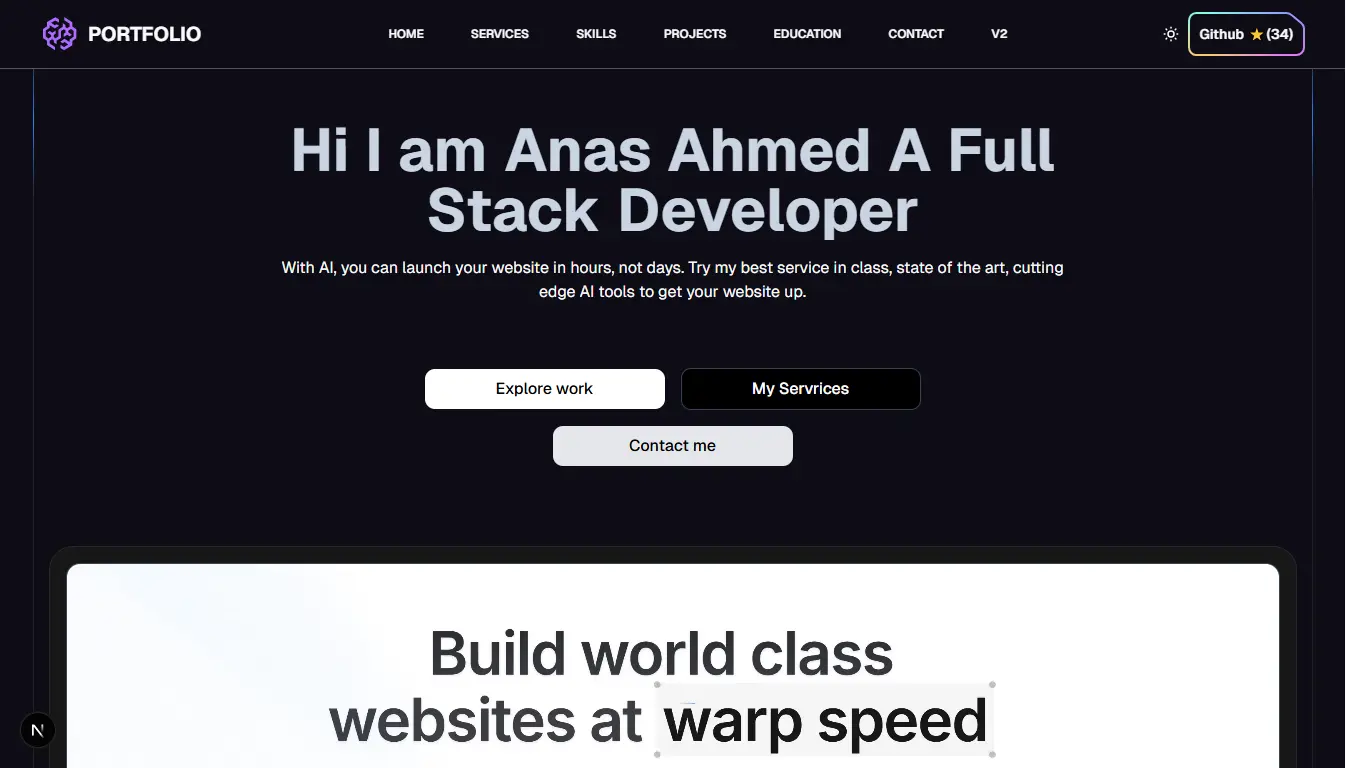 PORTFOLIO
HOME SERVICES SKILLS PROJECTS EDUCATION CONTACT V2
Github ⭐ (34)
Hi I am Anas Ahmed A Full
Stack Developer
With AI, you can launch your website in hours, not days. Try my best service in class, state of the art, cutting
edge AI tools to get your website up.
Explore work
My Servrices
Contact me
Build world class
websites at warp speed
N